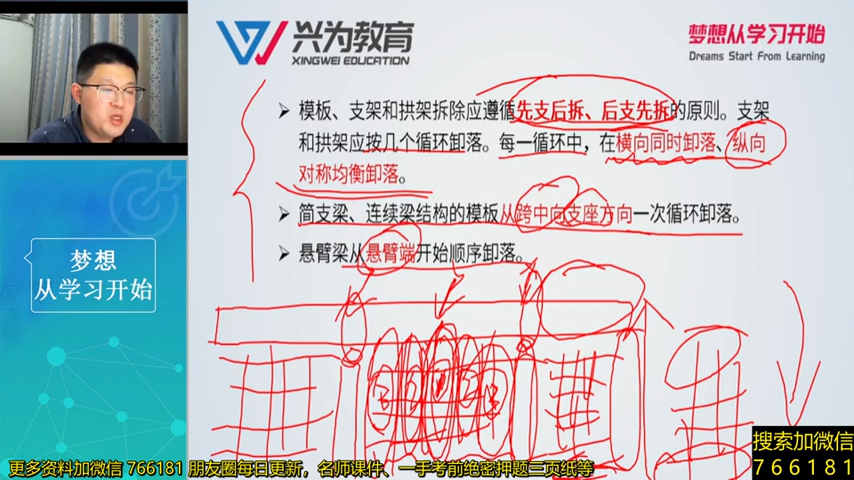 兴为教育
XINGWEI EDUCATION
梦想从学习开始
Dreams Start From Learning
➤ 模板、支架和拱架拆除应遵循先支后拆、后支先拆的原则。支架
和拱架应按几个循环卸落。每一循环中，在横向同时卸落、纵向
对称均衡卸落。
➤ 简支梁、连续梁结构的模板从跨中向支座方向一次循环卸落。
➤ 悬臂梁从悬臂端开始顺序卸落。
梦想
从学习开始
搜索加微信
766181
更多资料加微信 766181 朋友圈每日更新，名师课件、一手考前绝密押题三页纸等